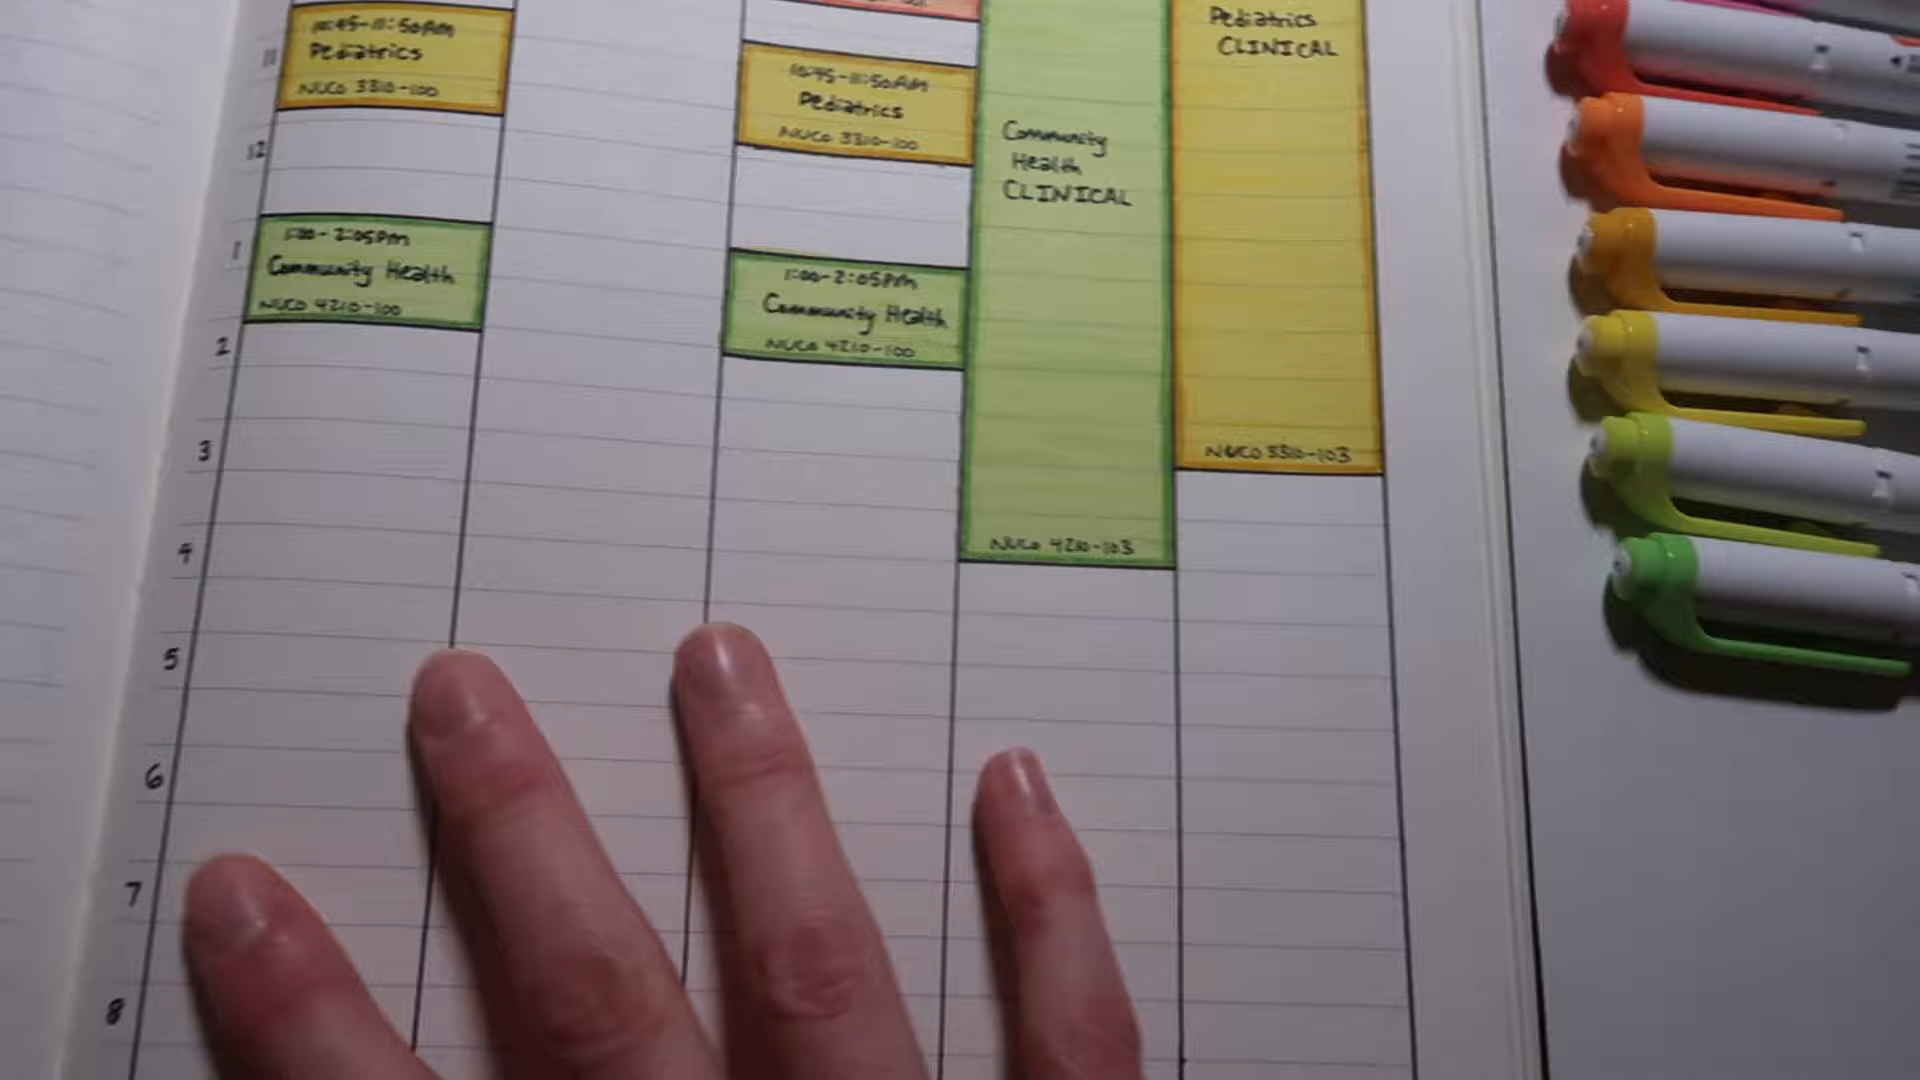 10:45-11:50AM
Pediatrics
NUCO 3310-100
1:00-2:05PM
Community Health
NUCO 4210-100
10:45-11:50AM
Pediatrics
NUCO 3310-100
1:00-2:05PM
Community Health
NUCO 4210-100
Community
Health
CLINICAL
NUCO 4210-103
Pediatrics
CLINICAL
NUCO 3310-103
11
12
1
2
3
4
5
6
7
8